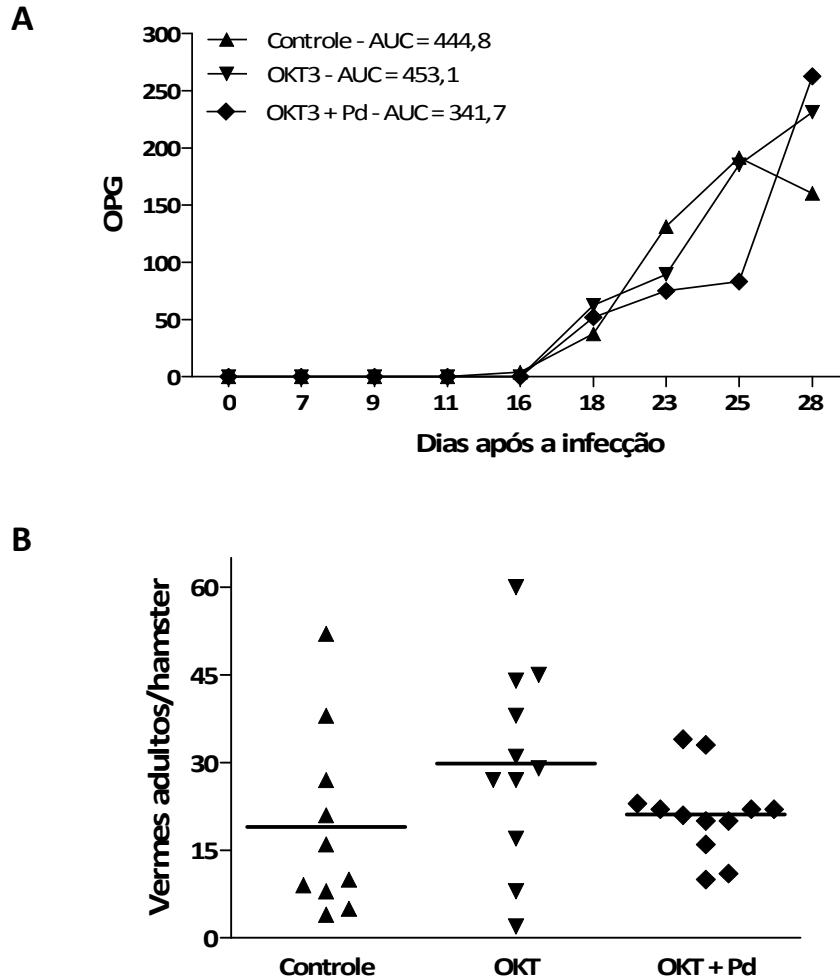 A
300
250
200
150
100
50
0
OPG
Controle - AUC = 444,8
OKT3 - AUC = 453,1
OKT3 + Pd - AUC = 341,7
0 7 9 11 16 18 23 25 28
Dias após a infecção
B
60
45
30
15
0
Vermes adultos/hamster
Controle OKT OKT + Pd